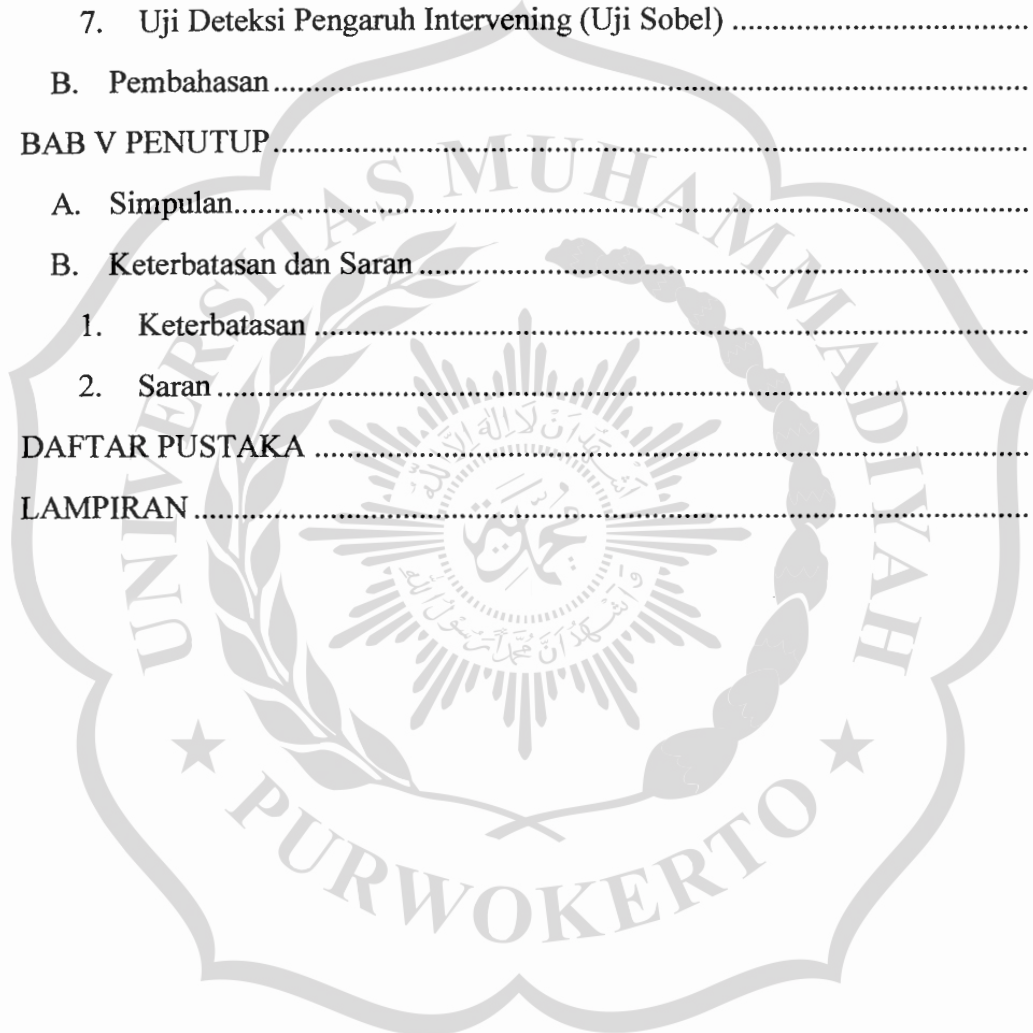 7. Uji Deteksi Pengaruh Intervening (Uji Sobel) ..............................
B. Pembahasan ..............................
BAB V PENUTUP ..............................
A. Simpulan ..............................
B. Keterbatasan dan Saran ..............................
1. Keterbatasan ..............................
2. Saran ..............................
DAFTAR PUSTAKA ..............................
LAMPIRAN ..............................
UNIVERSITAS MUHAMMADIYAH
PURWOKERTO